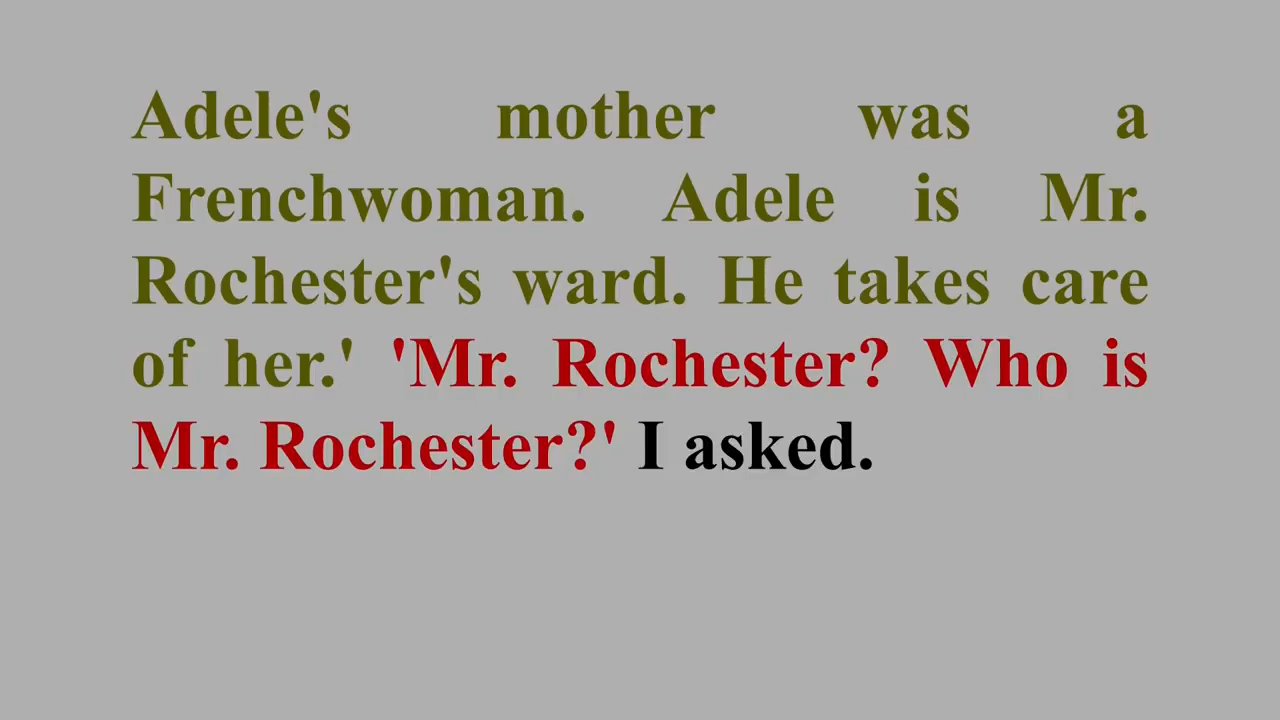 Adele's mother was a
Frenchwoman. Adele is Mr.
Rochester's ward. He takes care
of her.' 'Mr. Rochester? Who is
Mr. Rochester?' I asked.